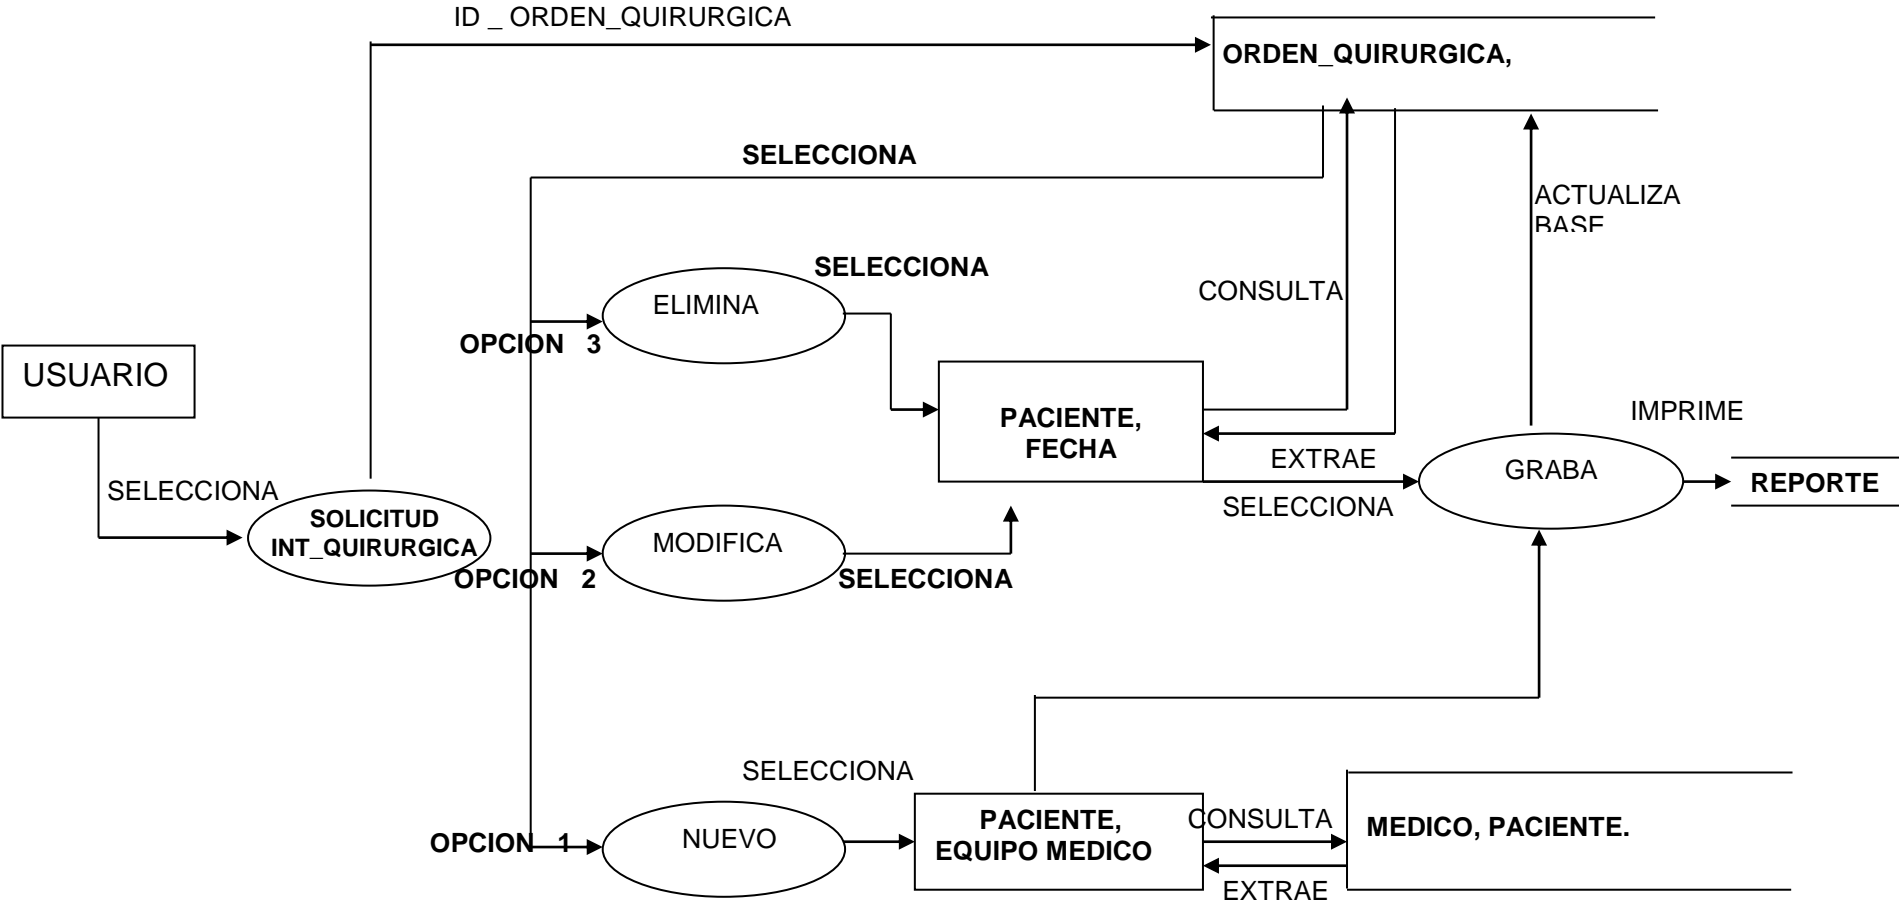 ID _ ORDEN_QUIRURGICA
ORDEN_QUIRURGICA,
SELECCIONA
ACTUALIZA
BASE
SELECCIONA
CONSULTA
ELIMINA
OPCION 3
USUARIO
PACIENTE,
FECHA
IMPRIME
EXTRAE
GRABA
REPORTE
SELECCIONA
SELECCIONA
SOLICITUD
INT_QUIRURGICA
MODIFICA
OPCION 2
SELECCIONA
SELECCIONA
NUEVO
OPCION 1
PACIENTE,
EQUIPO MEDICO
CONSULTA
MEDICO, PACIENTE.
EXTRAE